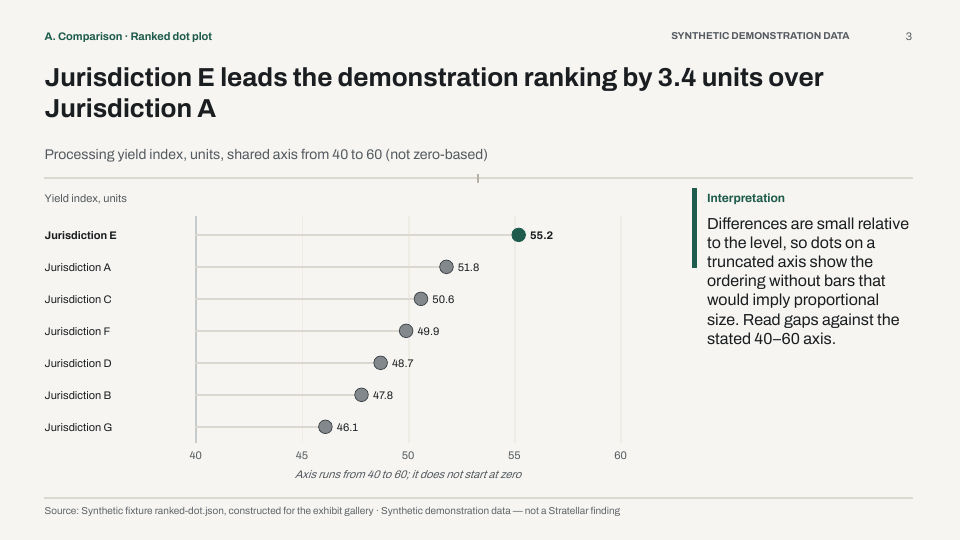 A. Comparison · Ranked dot plot
SYNTHETIC DEMONSTRATION DATA
3
Jurisdiction E leads the demonstration ranking by 3.4 units over
Jurisdiction A
Processing yield index, units, shared axis from 40 to 60 (not zero-based)
Yield index, units
Jurisdiction E 55.2
Jurisdiction A 51.8
Jurisdiction C 50.6
Jurisdiction F 49.9
Jurisdiction D 48.7
Jurisdiction B 47.8
Jurisdiction G 46.1
40 45 50 55 60
Axis runs from 40 to 60; it does not start at zero
Interpretation
Differences are small relative
to the level, so dots on a
truncated axis show the
ordering without bars that
would imply proportional
size. Read gaps against the
stated 40–60 axis.
Source: Synthetic fixture ranked-dot.json, constructed for the exhibit gallery · Synthetic demonstration data — not a Stratellar finding